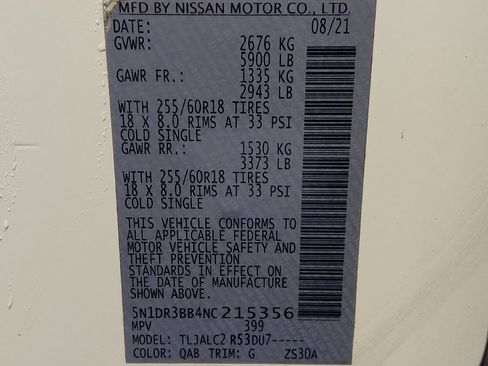 MFD BY NISSAN MOTOR CO., LTD.
DATE: 08/21
GVWR: 2676 KG
5900 LB
GAWR FR.: 1335 KG
2943 LB
WITH 255/60R18 TIRES
18 X 8.0 RIMS AT 33 PSI
COLD SINGLE
GAWR RR.: 1530 KG
3373 LB
WITH 255/60R18 TIRES
18 X 8.0 RIMS AT 33 PSI
COLD SINGLE
THIS VEHICLE CONFORMS TO
ALL APPLICABLE FEDERAL
MOTOR VEHICLE SAFETY AND
THEFT PREVENTION
STANDARDS IN EFFECT ON
THE DATE OF MANUFACTURE
SHOWN ABOVE.
5N1DR3BB4NC215356
MPV 399
MODEL: TLJALC2 R53DU7-----
COLOR: QAB TRIM: G ZS30A